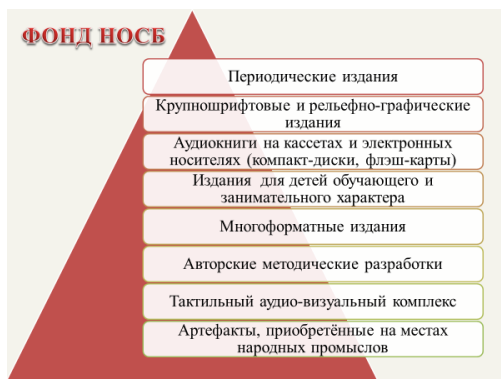 ФОНД НОСБ
Периодические издания
Крупношрифтовые и рельефно-графические
издания
Аудиокниги на кассетах и электронных
носителях (компакт-диски, флэш-карты)
Издания для детей обучающего и
занимательного характера
Многоформатные издания
Авторские методические разработки
Тактильный аудио-визуальный комплекс
Артефакты, приобретённые на местах
народных промыслов